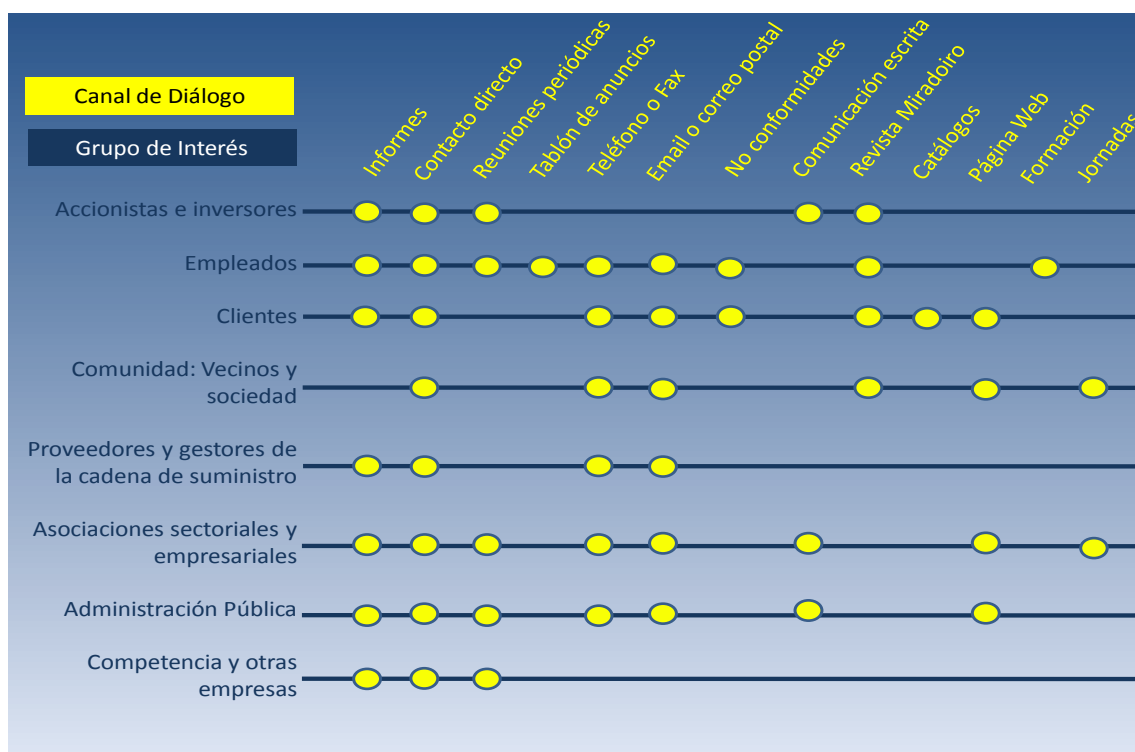 Canal de Diálogo
Grupo de Interés
Informes
Contacto directo
Reuniones periódicas
Tablón de anuncios
Teléfono o Fax
Email o correo postal
No conformidades
Comunicación escrita
Revista Miradoiro
Catálogos
Página Web
Formación
Jornadas
Accionistas e inversores
Empleados
Clientes
Comunidad: Vecinos y
sociedad
Proveedores y gestores de
la cadena de suministro
Asociaciones sectoriales y
empresariales
Administración Pública
Competencia y otras
empresas